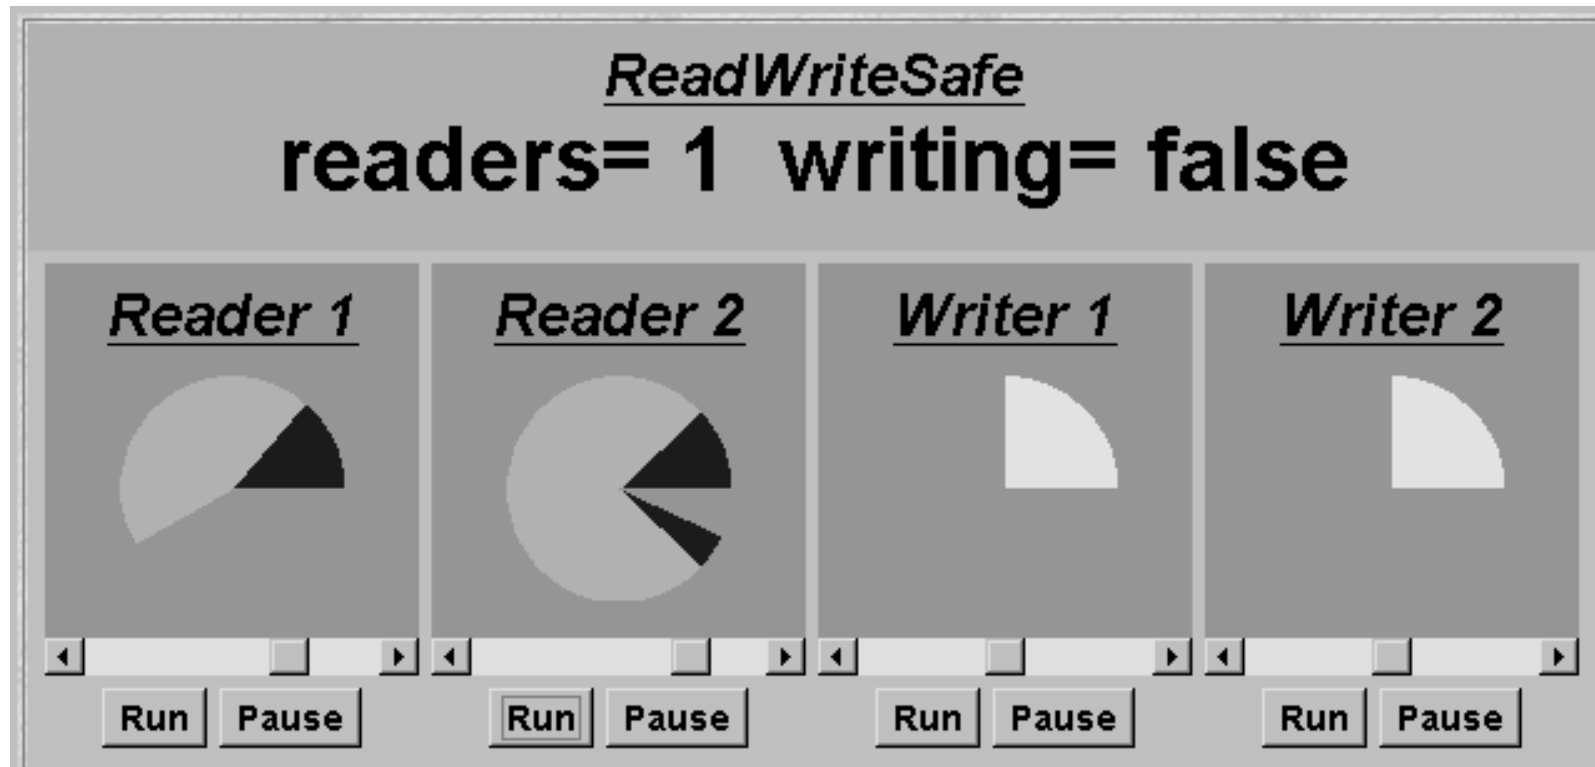 ReadWriteSafe
readers= 1 writing= false
Reader 1
Reader 2
Writer 1
Writer 2
Run Pause
Run Pause
Run Pause
Run Pause